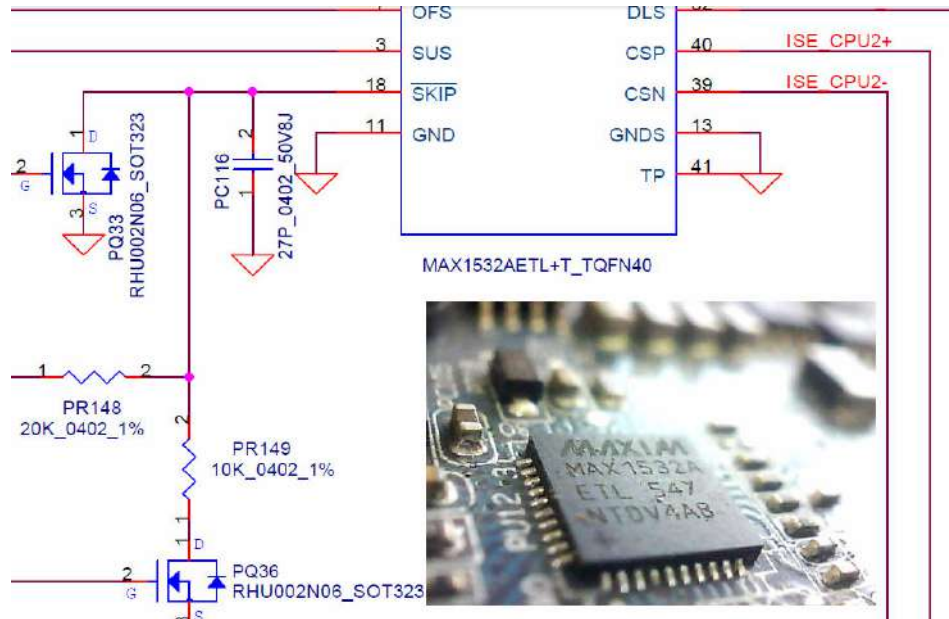 OFS
DLS
3
SUS
CSP
40
ISE_CPU2+
18
SKIP
CSN
39
ISE_CPU2-
11
GND
GNDS
13
TP
41
1
D
2
G
3
S
PQ33
RHU002N06_SOT323
2
1
PC116
27P_0402_50V8J
MAX1532AETL+T_TQFN40
1
2
PR148
20K_0402_1%
2
PR149
10K_0402_1%
1
1
D
2
G
S
PQ36
RHU002N06_SOT323
MAXIM
MAX1532A
ETL 547
NTDV4AB